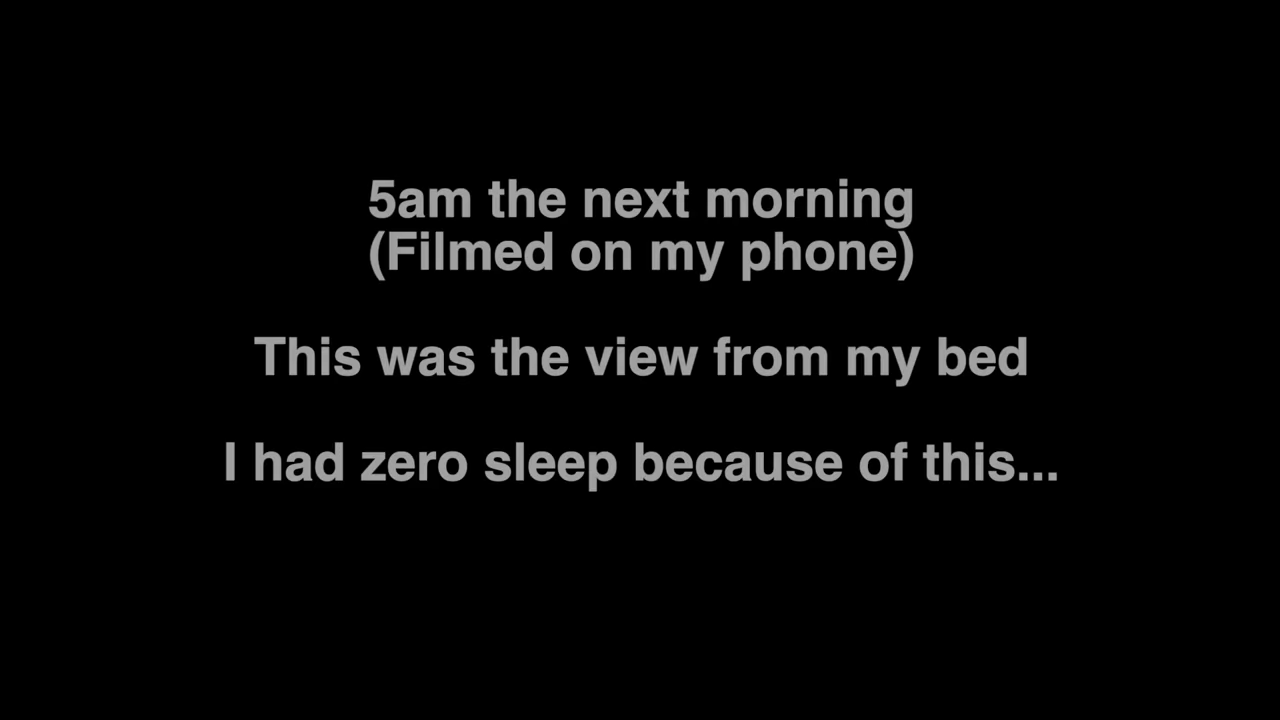 5am the next morning
(Filmed on my phone)
This was the view from my bed
I had zero sleep because of this...